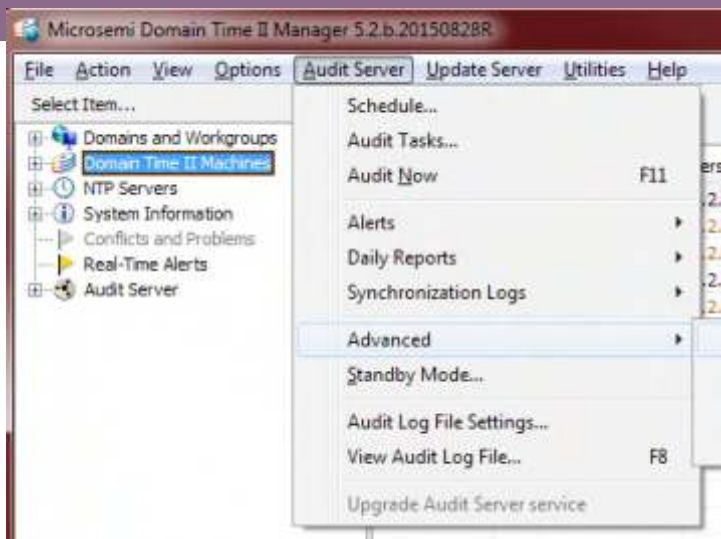 Microsemi Domain Time II Manager 5.2.b.20150828R
File Action View Options Audit Server Update Server Utilities Help
Select Item...
Domains and Workgroups
Domain Time II Machines
NTP Servers
System Information
Conflicts and Problems
Real-Time Alerts
Audit Server
Schedule...
Audit Tasks...
Audit Now F11
Alerts
Daily Reports
Synchronization Logs
Advanced
Standby Mode...
Audit Log File Settings...
View Audit Log File... F8
Upgrade Audit Server service